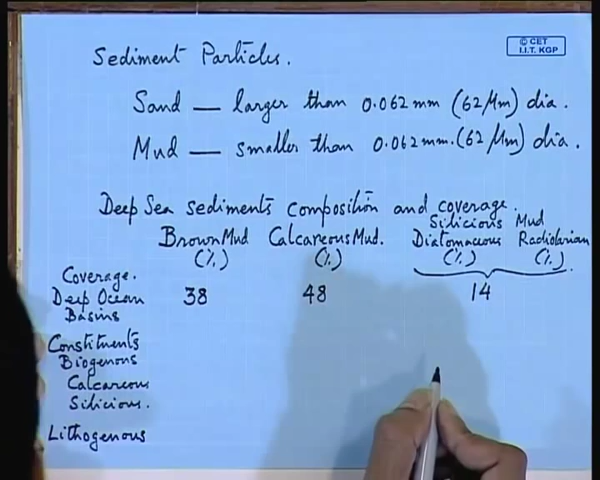 © CET
I.I.T. KGP
Sediment Particles.
Sand — larger than 0.062 mm (62 μm) dia.
Mud — smaller than 0.062 mm. (62 μm) dia.
Deep Sea sediments composition and coverage.
Silicious Mud
Brown Mud Calcareous Mud. Diatomaceous Radiolarian
(%) (%) (%) (%)
Coverage.
Deep Ocean 38 48 14
Basins
Constituents
Biogenous
Calcareous
Silicious.
Lithogenous